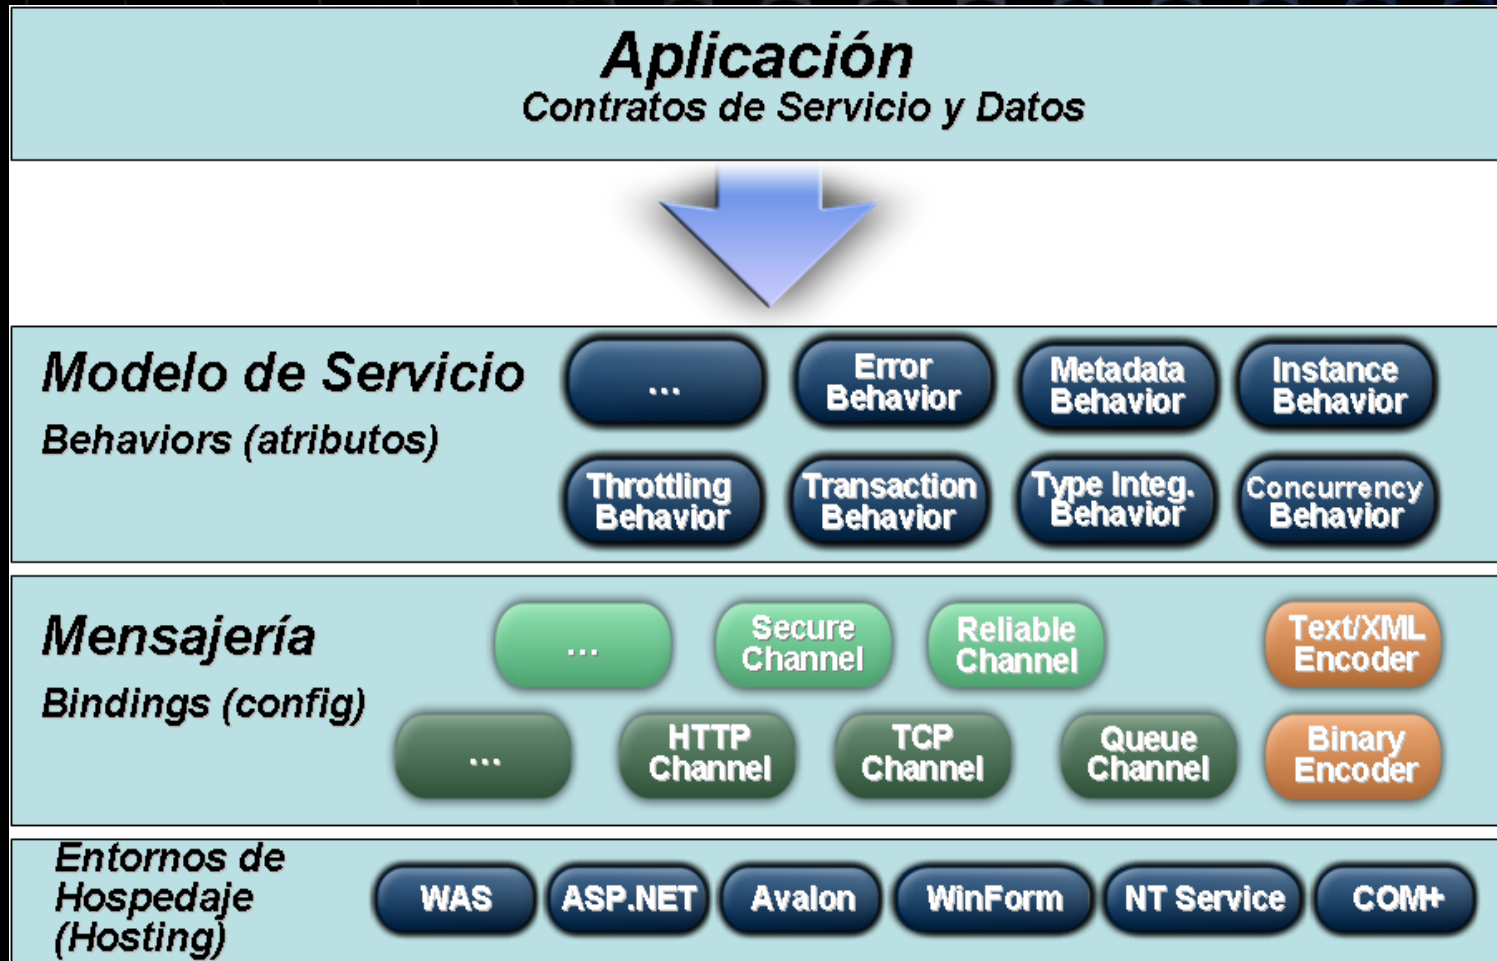 Aplicación
Contratos de Servicio y Datos
Modelo de Servicio
Behaviors (atributos)
...
Error
Behavior
Metadata
Behavior
Instance
Behavior
Throttling
Behavior
Transaction
Behavior
Type Integ.
Behavior
Concurrency
Behavior
Mensajería
Bindings (config)
...
Secure
Channel
Reliable
Channel
Text/XML
Encoder
...
HTTP
Channel
TCP
Channel
Queue
Channel
Binary
Encoder
Entornos de
Hospedaje
(Hosting)
WAS
ASP.NET
Avalon
WinForm
NT Service
COM+